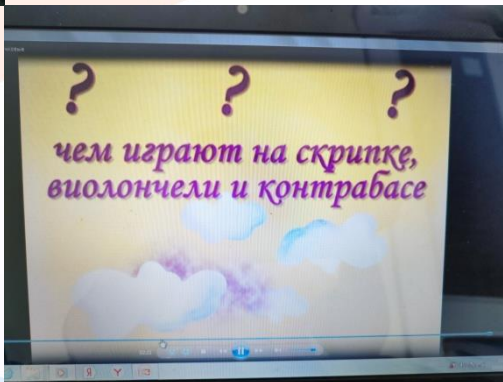 ? ? ?
чем играют на скрипке,
виолончели и контрабасе